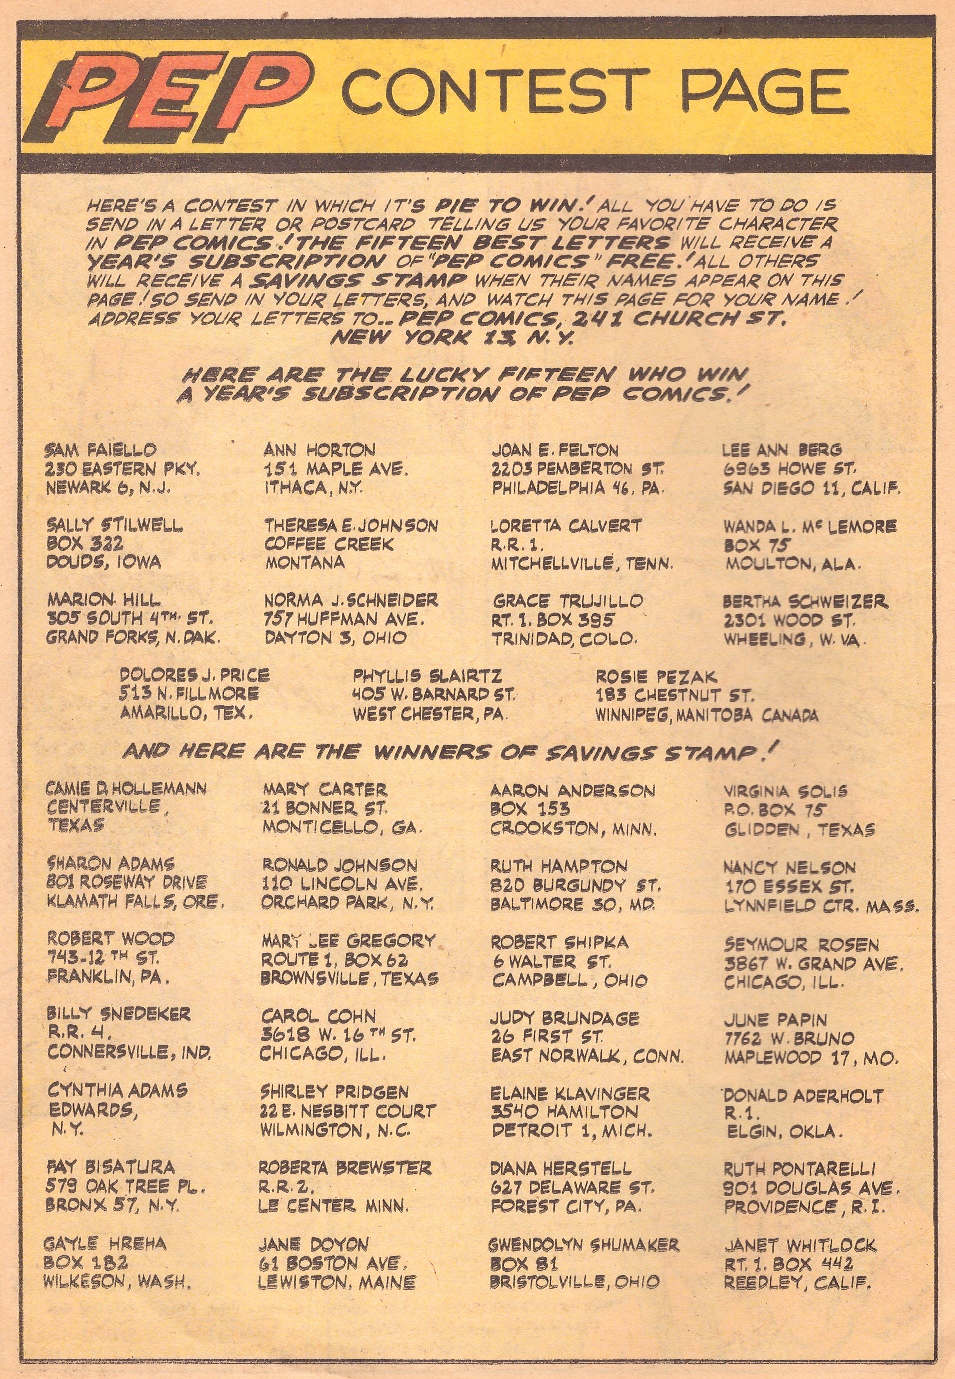 PEP CONTEST PAGE
HERE'S A CONTEST IN WHICH IT'S PIE TO WIN! ALL YOU HAVE TO DO IS
SEND IN A LETTER OR POSTCARD TELLING US YOUR FAVORITE CHARACTER
IN PEP COMICS! THE FIFTEEN BEST LETTERS WILL RECEIVE A
YEAR'S SUBSCRIPTION OF "PEP COMICS" FREE! ALL OTHERS
WILL RECEIVE A SAVINGS STAMP WHEN THEIR NAMES APPEAR ON THIS
PAGE! SO SEND IN YOUR LETTERS, AND WATCH THIS PAGE FOR YOUR NAME!
ADDRESS YOUR LETTERS TO... PEP COMICS, 241 CHURCH ST.
NEW YORK 13, N.Y.
HERE ARE THE LUCKY FIFTEEN WHO WIN
A YEAR'S SUBSCRIPTION OF PEP COMICS!
SAM FAIELLO
230 EASTERN PKY.
NEWARK 6, N.J.
ANN HORTON
151 MAPLE AVE.
ITHACA, N.Y.
JOAN E. FELTON
2203 PEMBERTON ST.
PHILADELPHIA 46, PA.
LEE ANN BERG
6963 HOWE ST.
SAN DIEGO 11, CALIF.
SALLY STILWELL
BOX 322
DOUDS, IOWA
THERESA E. JOHNSON
COFFEE CREEK
MONTANA
LORETTA CALVERT
R.R. 1.
MITCHELLVILLE, TENN.
WANDA L. Mc LEMORE
BOX 75
MOULTON, ALA.
MARION HILL
305 SOUTH 4TH. ST.
GRAND FORKS, N. DAK.
NORMA J. SCHNEIDER
757 HUFFMAN AVE.
DAYTON 3, OHIO
GRACE TRUJILLO
RT. 1. BOX 395
TRINIDAD, COLO.
BERTHA SCHWEIZER
2301 WOOD ST.
WHEELING, W. VA.
DOLORES J. PRICE
513 N. FILLMORE
AMARILLO, TEX.
PHYLLIS SLAIRTZ
405 W. BARNARD ST.
WEST CHESTER, PA.
ROSIE PEZAK
183 CHESTNUT ST.
WINNIPEG, MANITOBA CANADA
AND HERE ARE THE WINNERS OF SAVINGS STAMP!
CAMIE D. HOLLEMANN
CENTERVILLE,
TEXAS
MARY CARTER
21 BONNER ST.
MONTICELLO, GA.
AARON ANDERSON
BOX 153
CROOKSTON, MINN.
VIRGINIA SOLIS
P.O. BOX 75
GLIDDEN, TEXAS
SHARON ADAMS
801 ROSEWAY DRIVE
KLAMATH FALLS, ORE.
RONALD JOHNSON
110 LINCOLN AVE.
ORCHARD PARK, N.Y.
RUTH HAMPTON
820 BURGUNDY ST.
BALTIMORE 30, MD.
NANCY NELSON
170 ESSEX ST.
LYNNFIELD CTR. MASS.
ROBERT WOOD
743-12TH ST.
FRANKLIN, PA.
MARY LEE GREGORY
ROUTE 1, BOX 62
BROWNSVILLE, TEXAS
ROBERT SHIPKA
6 WALTER ST.
CAMPBELL, OHIO
SEYMOUR ROSEN
3867 W. GRAND AVE.
CHICAGO, ILL.
BILLY SNEDEKER
R.R. 4,
CONNERSVILLE, IND.
CAROL COHN
3618 W. 16TH ST.
CHICAGO, ILL.
JUDY BRUNDAGE
26 FIRST ST.
EAST NORWALK, CONN.
JUNE PAPIN
7762 W. BRUNO
MAPLEWOOD 17, MO.
CYNTHIA ADAMS
EDWARDS,
N.Y.
SHIRLEY PRIDGEN
22 E. NESBITT COURT
WILMINGTON, N.C.
ELAINE KLAVINGER
3540 HAMILTON
DETROIT 1, MICH.
DONALD ADERHOLT
R.1.
ELGIN, OKLA.
FAY BISATURA
579 OAK TREE PL.
BRONX 57, N.Y.
ROBERTA BREWSTER
R.R. 2.
LE CENTER MINN.
DIANA HERSTELL
627 DELAWARE ST.
FOREST CITY, PA.
RUTH PONTARELLI
901 DOUGLAS AVE.
PROVIDENCE, R.I.
GAYLE HREHA
BOX 182
WILKESON, WASH.
JANE DOYON
61 BOSTON AVE.
LEWISTON, MAINE
GWENDOLYN SHUMAKER
BOX 81
BRISTOLVILLE, OHIO
JANET WHITLOCK
RT. 1. BOX 442
REEDLEY, CALIF.